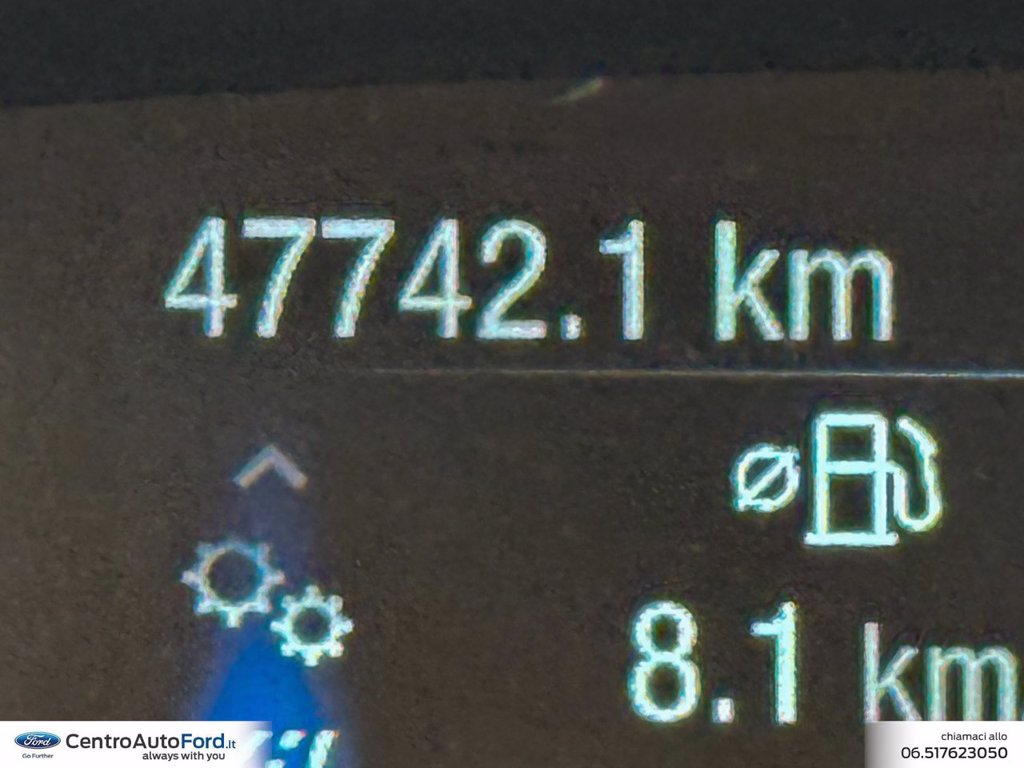 47742.1 km
8.1 km
Ford
Go Further
CentroAutoFord.it
always with you
chiamaci allo
06.517623050